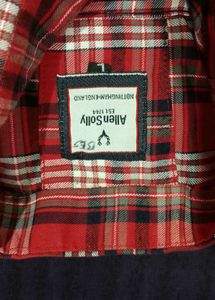 Allen Solly
ESt 1744
NOTTINGHAM•ENGLAND
L